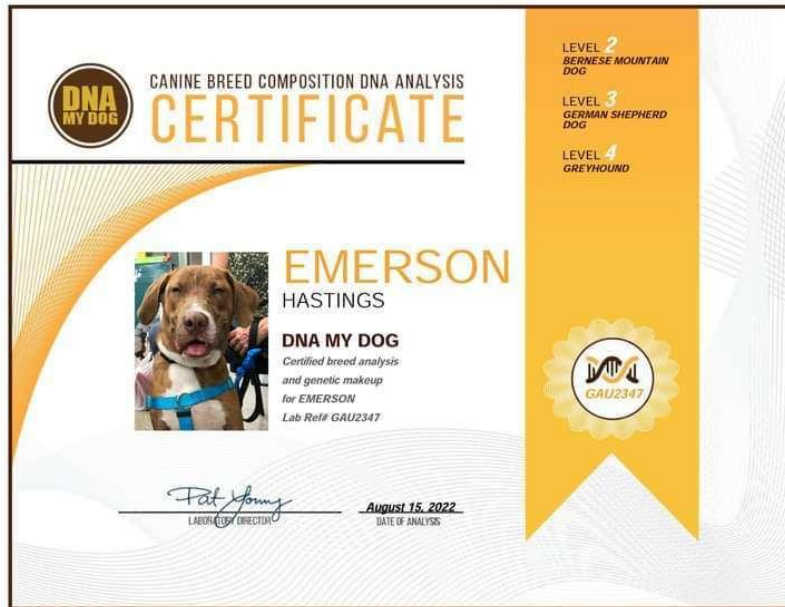 DNA
MY DOG
CANINE BREED COMPOSITION DNA ANALYSIS
CERTIFICATE
EMERSON
HASTINGS
DNA MY DOG
Certified breed analysis
and genetic makeup
for EMERSON
Lab Ref# GAU2347
Pat Young
LABORATORY DIRECTOR
August 15, 2022
DATE OF ANALYSIS
LEVEL 2
BERNESE MOUNTAIN
DOG
LEVEL 3
GERMAN SHEPHERD
DOG
LEVEL 4
GREYHOUND
GAU2347